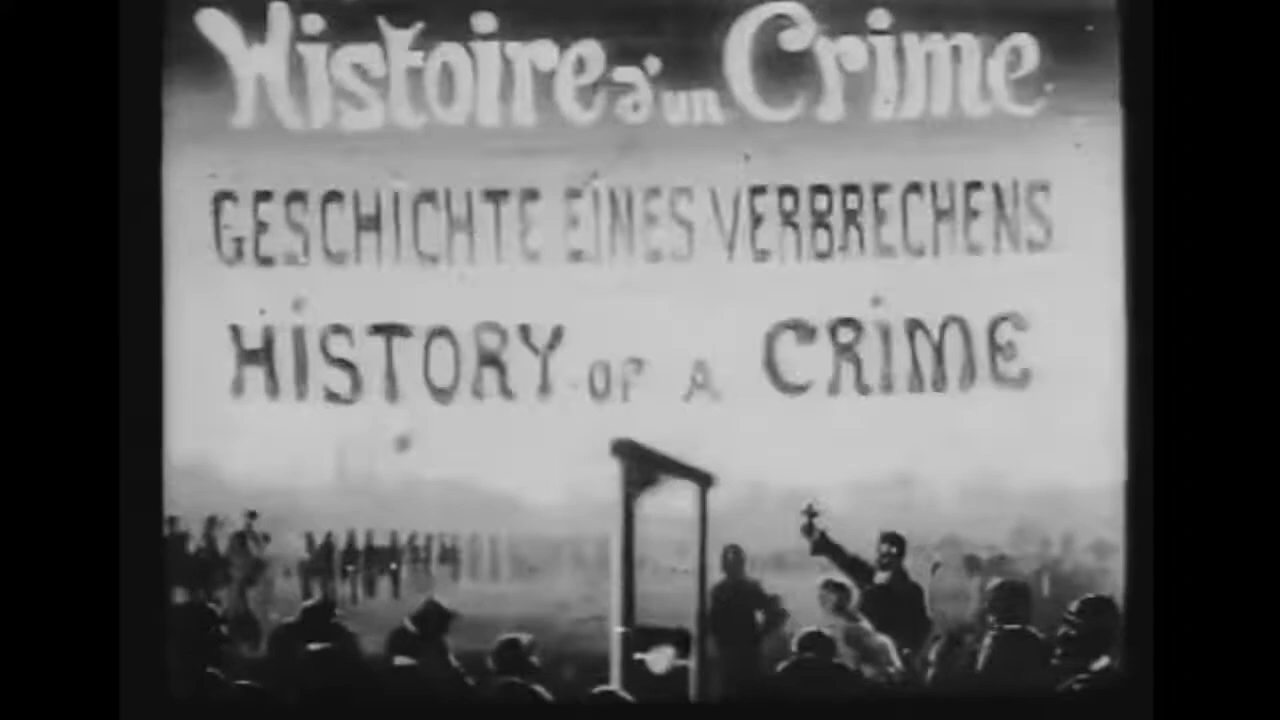 Histoire d'un Crime
GESCHICHTE EINES VERBRECHENS
HISTORY OF A CRIME